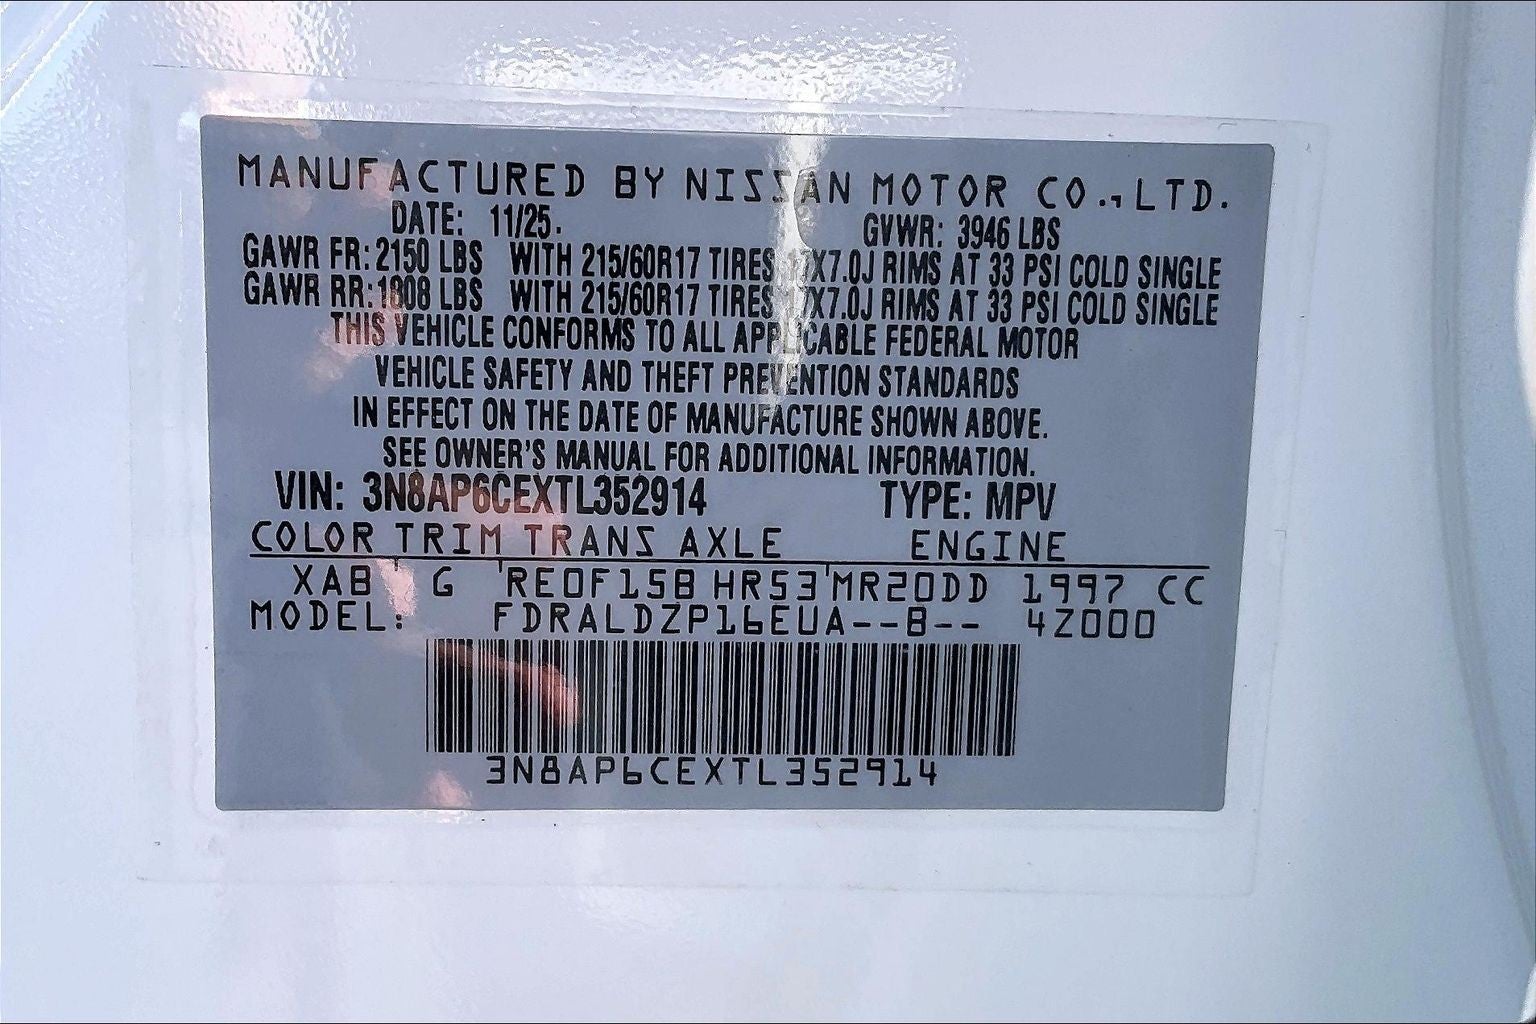 MANUFACTURED BY NISSAN MOTOR CO.,LTD.
DATE: 11/25. GVWR: 3946 LBS
GAWR FR: 2150 LBS WITH 215/60R17 TIRES 17X7.0J RIMS AT 33 PSI COLD SINGLE
GAWR RR: 1808 LBS WITH 215/60R17 TIRES 17X7.0J RIMS AT 33 PSI COLD SINGLE
THIS VEHICLE CONFORMS TO ALL APPLICABLE FEDERAL MOTOR
VEHICLE SAFETY AND THEFT PREVENTION STANDARDS
IN EFFECT ON THE DATE OF MANUFACTURE SHOWN ABOVE.
SEE OWNER'S MANUAL FOR ADDITIONAL INFORMATION.
VIN: 3N8AP6CEXTL352914 TYPE: MPV
COLOR TRIM TRANS AXLE ENGINE
XAB G RE0F15B HR53 MR20DD 1997 CC
MODEL: FDRALDZP16EUA--B-- 4Z000
3N8AP6CEXTL352914